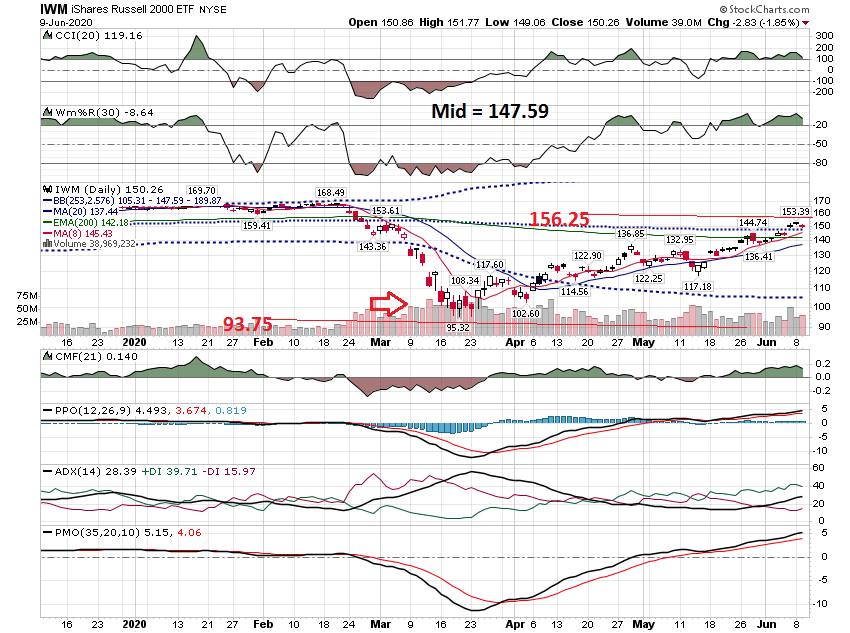 IWM iShares Russell 2000 ETF NYSE © StockCharts.com
9-Jun-2020 Open 150.86 High 151.77 Low 149.06 Close 150.26 Volume 39.0M Chg -2.83 (-1.85%)
CCI(20) 119.16
300
200
100
0
-100
-200
Wm%R(30) -8.64
Mid = 147.59
-20
-50
-80
IWM (Daily) 150.26
BB(253,2.576) 105.31 - 147.59 - 189.87
MA(20) 137.44
EMA(200) 142.18
MA(8) 145.43
Volume 38,969,232
169.70
168.49
159.41
153.61
143.36
156.25
153.39
144.74
136.85
132.95
136.41
122.90
117.60
108.34
114.56
122.25
117.18
102.60
95.32
93.75
170
160
150
140
130
120
110
100
90
75M
50M
25M
16 23 2020 13 21 27 Feb 10 18 24 Mar 9 16 23 Apr 13 20 27 May 11 18 26 Jun 8
CMF(21) 0.140
0.2
0.0
-0.2
PPO(12,26,9) 4.493, 3.674, 0.819
5
0
-5
-10
ADX(14) 28.39 +DI 39.71 -DI 15.97
60
40
20
0
PMO(35,20,10) 5.15, 4.06
5
0
-5
-10
16 23 2020 13 21 27 Feb 10 18 24 Mar 9 16 23 Apr 13 20 27 May 11 18 26 Jun 8